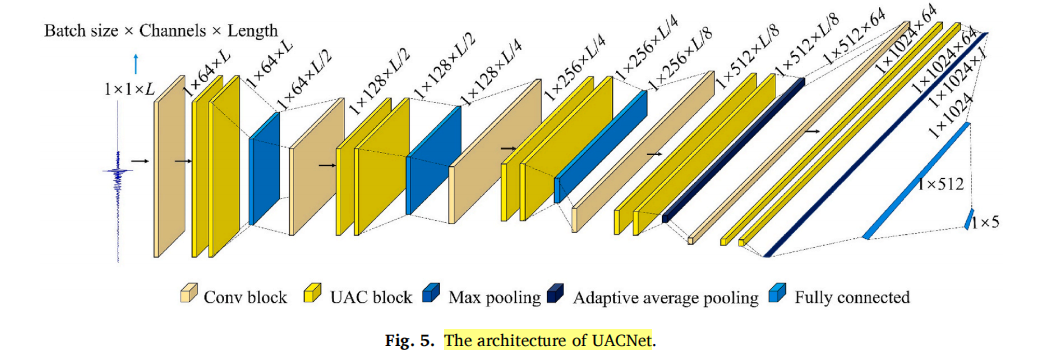 Batch size × Channels × Length
1×1×L
1×64×L
1×64×L
1×64×L/2
1×128×L/2
1×128×L/2
1×128×L/4
1×256×L/4
1×256×L/4
1×256×L/8
1×512×L/8
1×512×L/8
1×512×64
1×1024×64
1×1024×64
1×1024×1
1×1024
1×512
1×5
Conv block UAC block Max pooling Adaptive average pooling Fully connected
Fig. 5. The architecture of UACNet.